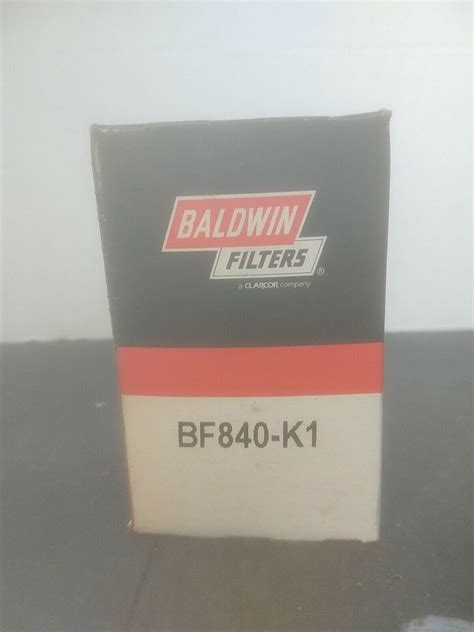 BALDWIN
FILTERS®
a CLARCOR company
BF840-K1